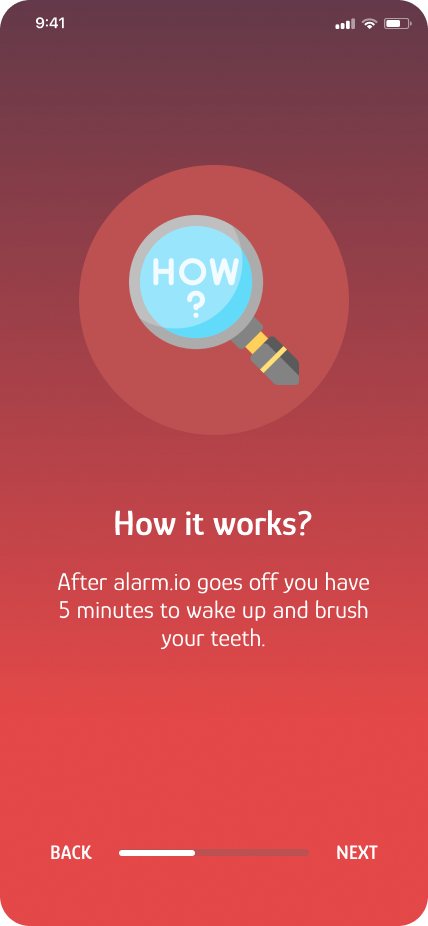 9:41
HOW
?
How it works?
After alarm.io goes off you have
5 minutes to wake up and brush
your teeth.
BACK
NEXT